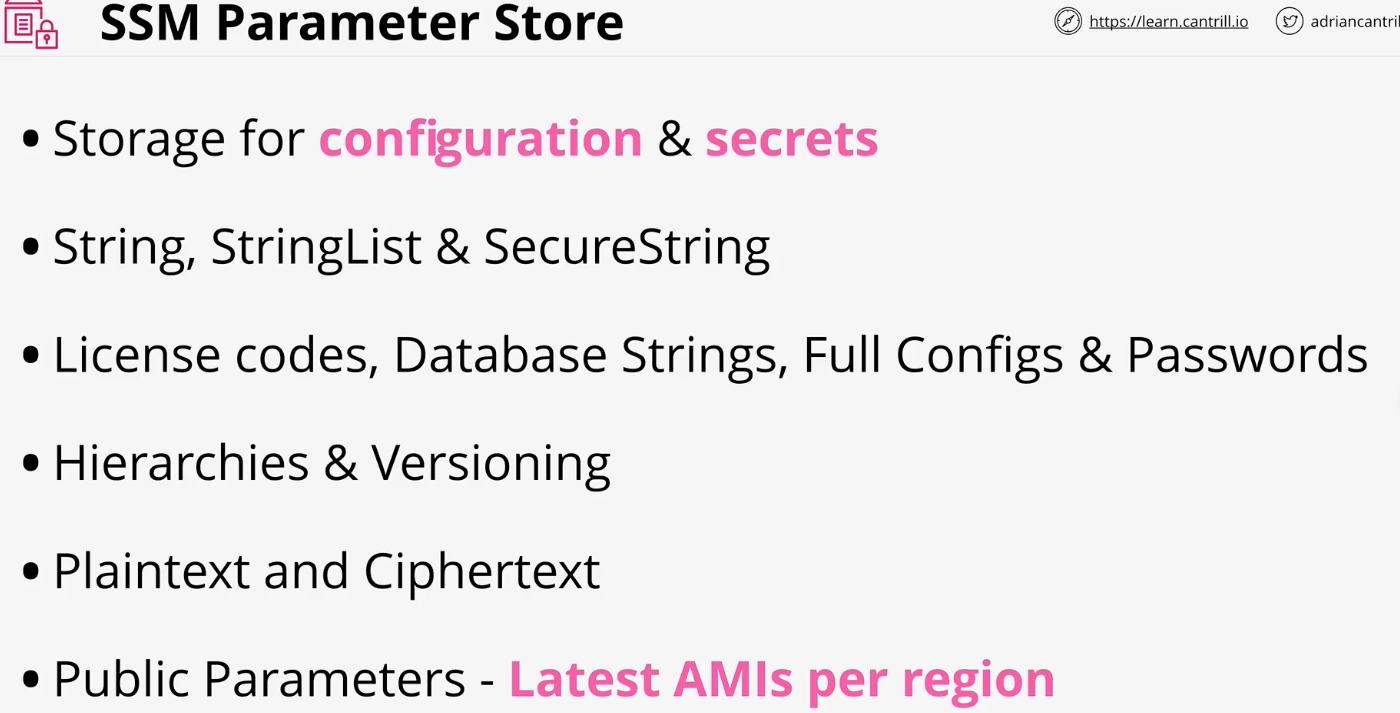 SSM Parameter Store
https://learn.cantrill.io
adriancantril
• Storage for configuration & secrets
• String, StringList & SecureString
• License codes, Database Strings, Full Configs & Passwords
• Hierarchies & Versioning
• Plaintext and Ciphertext
• Public Parameters - Latest AMIs per region